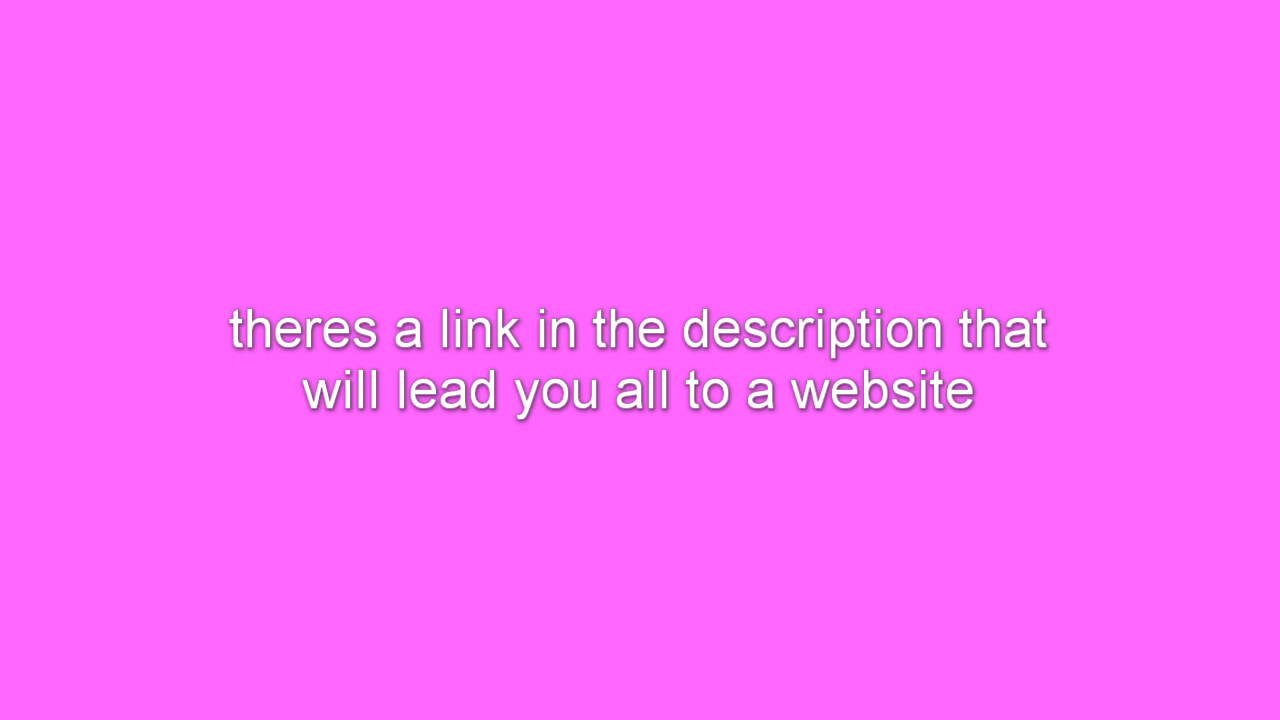 theres a link in the description that
will lead you all to a website